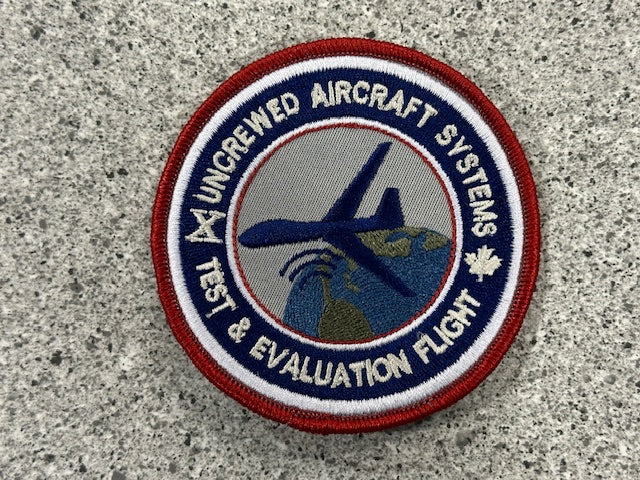 UNCREWED AIRCRAFT SYSTEMS
TEST & EVALUATION FLIGHT